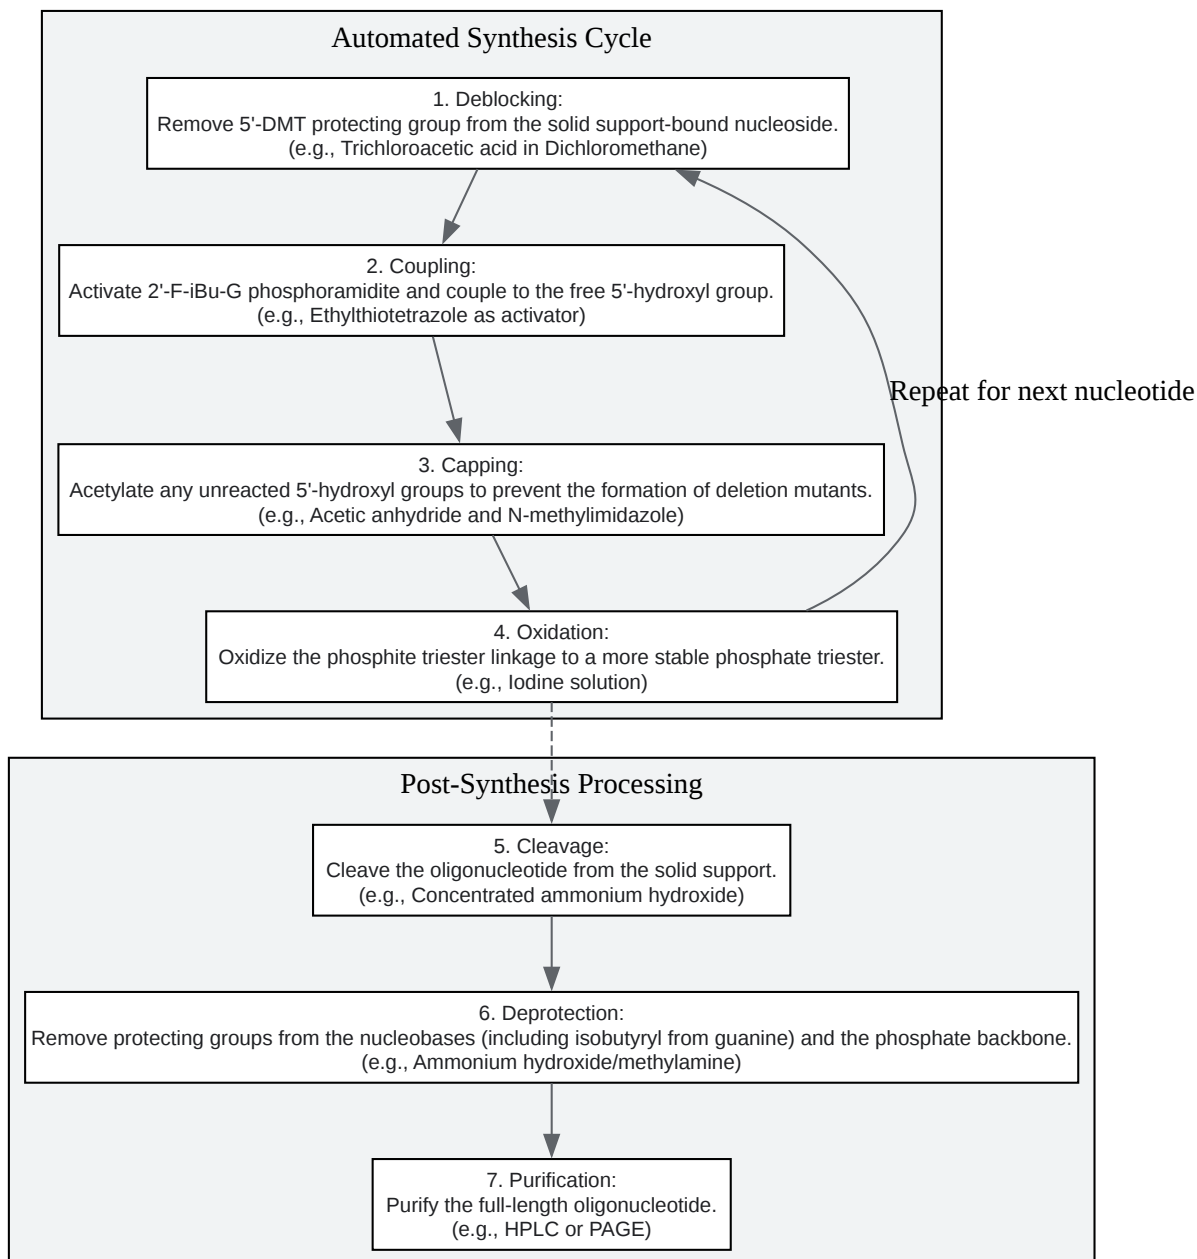 Automated Synthesis Cycle
1. Deblocking:
Remove 5'-DMT protecting group from the solid support-bound nucleoside.
(e.g., Trichloroacetic acid in Dichloromethane)
2. Coupling:
Activate 2'-F-iBu-G phosphoramidite and couple to the free 5'-hydroxyl group.
(e.g., Ethylthiotetrazole as activator)
Repeat for next nucleotide
3. Capping:
Acetylate any unreacted 5'-hydroxyl groups to prevent the formation of deletion mutants.
(e.g., Acetic anhydride and N-methylimidazole)
4. Oxidation:
Oxidize the phosphite triester linkage to a more stable phosphate triester.
(e.g., Iodine solution)
Post-Synthesis Processing
5. Cleavage:
Cleave the oligonucleotide from the solid support.
(e.g., Concentrated ammonium hydroxide)
6. Deprotection:
Remove protecting groups from the nucleobases (including isobutyryl from guanine) and the phosphate backbone.
(e.g., Ammonium hydroxide/methylamine)
7. Purification:
Purify the full-length oligonucleotide.
(e.g., HPLC or PAGE)